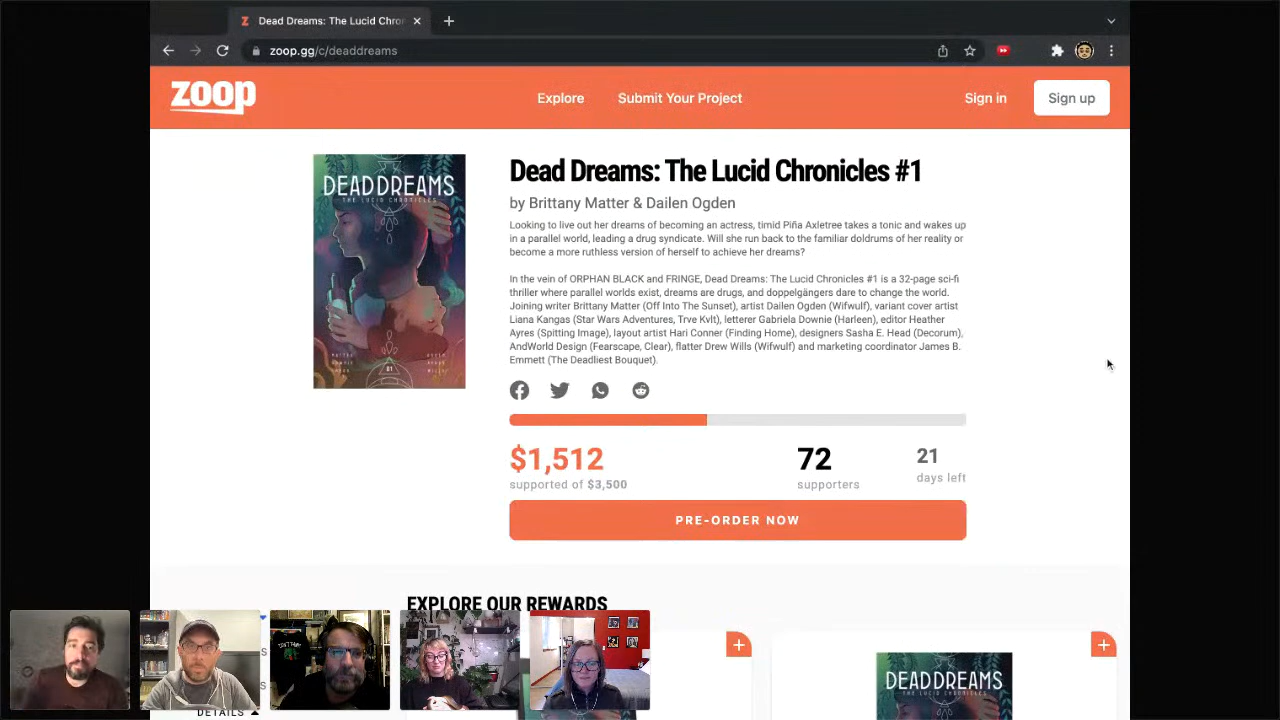 Dead Dreams: The Lucid Chron
zoop.gg/c/deaddreams
zoop
Explore
Submit Your Project
Sign in
Sign up
DEAD DREAMS
THE LUCID CHRONICLES
#1
Dead Dreams: The Lucid Chronicles #1
by Brittany Matter & Dailen Ogden
Looking to live out her dreams of becoming an actress, timid Piña Axletree takes a tonic and wakes up
in a parallel world, leading a drug syndicate. Will she run back to the familiar doldrums of her reality or
become a more ruthless version of herself to achieve her dreams?
In the vein of ORPHAN BLACK and FRINGE, Dead Dreams: The Lucid Chronicles #1 is a 32-page sci-fi
thriller where parallel worlds exist, dreams are drugs, and doppelgängers dare to change the world.
Joining writer Brittany Matter (Off Into The Sunset), artist Dailen Ogden (Wifwulf), variant cover artist
Liana Kangas (Star Wars Adventures, Trve Kvlt), letterer Gabriela Downie (Harleen), editor Heather
Ayres (Spitting Image), layout artist Hari Conner (Finding Home), designers Sasha E. Head (Decorum),
AndWorld Design (Fearscape, Clear), flatter Drew Wills (Wifwulf) and marketing coordinator James B.
Emmett (The Deadliest Bouquet).
$1,512
supported of $3,500
72
supporters
21
days left
PRE-ORDER NOW
EXPLORE OUR REWARDS
DEAD DREAMS
THE LUCID CHRONICLES
DETAILS